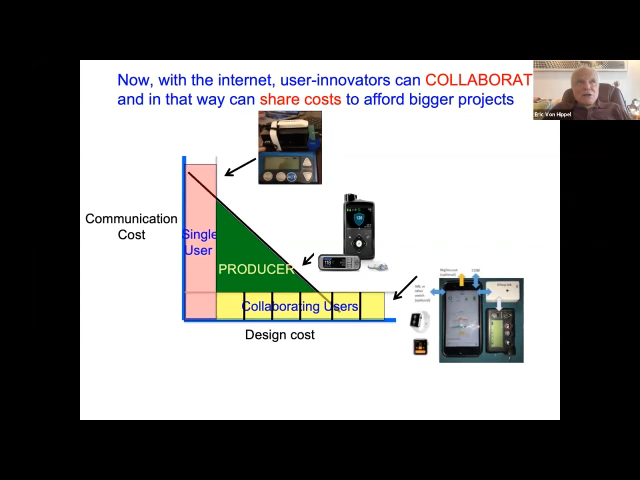 Now, with the internet, user-innovators can COLLABORAT
and in that way can share costs to afford bigger projects
Eric Von Hippel
Communication
Cost
Single
User
PRODUCER
Collaborating Users
Design cost